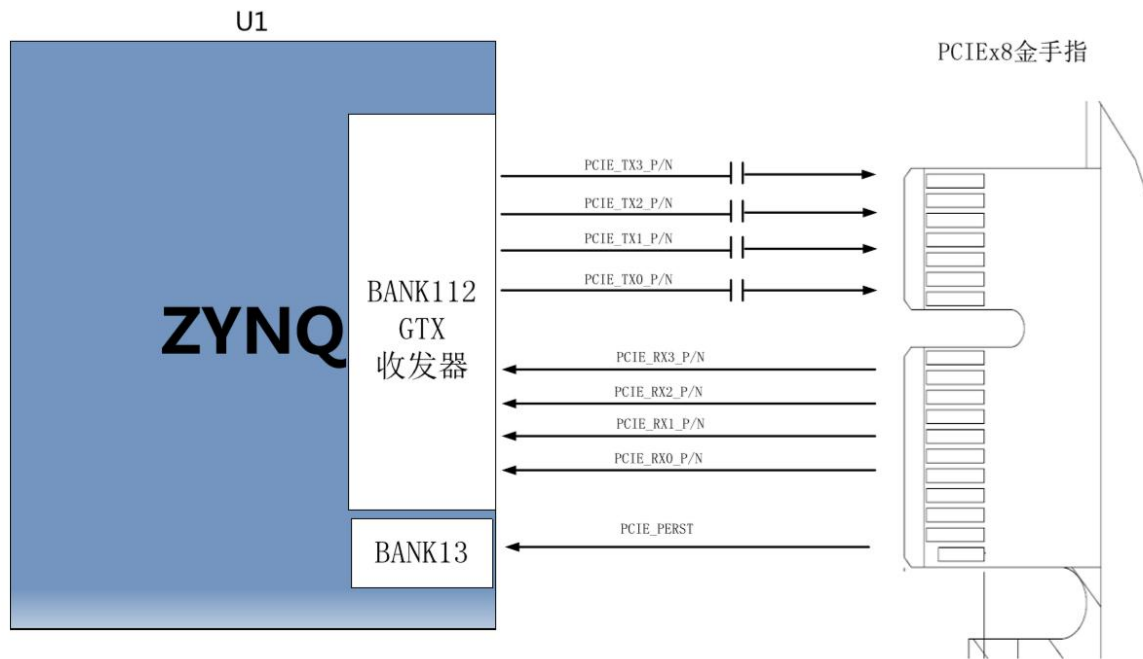 U1
PCIEx8金手指
PCIE_TX3_P/N
PCIE_TX2_P/N
PCIE_TX1_P/N
PCIE_TX0_P/N
ZYNQ
BANK112
GTX
收发器
PCIE_RX3_P/N
PCIE_RX2_P/N
PCIE_RX1_P/N
PCIE_RX0_P/N
BANK13
PCIE_PERST